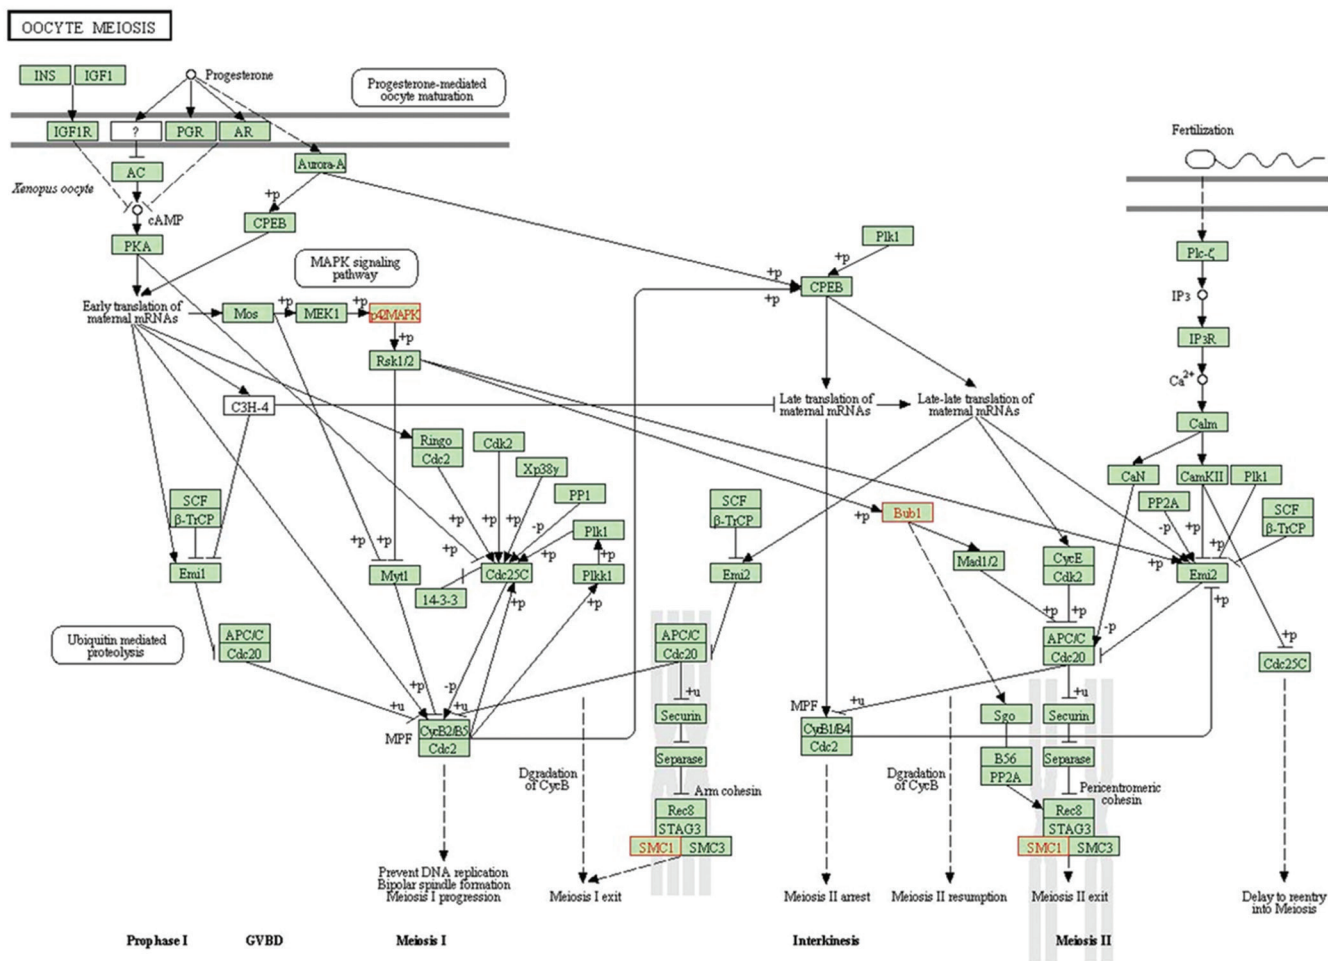 OOCYTE MEIOSIS
INS
IGF1
Progesterone
Progesterone-mediated
oocyte maturation
IGF1R
?
PGR
AR
Fertilization
Aurora-A
AC
Xenopus oocyte
+p
cAMP
CPEB
PKA
Plk1
Plc-ζ
MAPK signaling
pathway
+p
+p
+p
CPEB
IP3
Early translation of
maternal mRNAs
Mos
+p
MEK1
+p
p42MAPK
+p
Rsk1/2
IP3R
Ca2+
C3H-4
Late translation of
maternal mRNAs
Late-late translation of
maternal mRNAs
Calm
Ringo
Cdc2
Cdk2
Xp38γ
PP1
CaN
CamKII
Plk1
PP2A
SCF
β-TrCP
SCF
β-TrCP
SCF
β-TrCP
Bub1
+p
Plk1
+p
+p
+p
+p
+p
+p
-p
+p
+p
-p
+p
+p
+p
Mad1/2
CycE
Cdk2
Emi1
Myt1
Cdc25C
Plkk1
Emi2
Emi2
14-3-3
+p
+p
+p
+p
+p
-p
+p
Ubiquitin mediated
proteolysis
APC/C
Cdc20
APC/C
Cdc20
APC/C
Cdc20
Cdc25C
+p
-p
+u
+u
+u
+u
+u
MPF
CycB2/B5
Cdc2
Securin
MPF
CycB1/B4
Cdc2
Sgo
Securin
Separase
B56
PP2A
Separase
Dgradation
of CycB
Dgradation
of CycB
Arm cohesin
Pericentromeric
cohesin
Rec8
STAG3
SMC1
SMC3
Rec8
STAG3
SMC1
SMC3
Prevent DNA replication
Bipolar spindle formation
Meiosis I progression
Meiosis I exit
Meiosis II arrest
Meiosis II resumption
Meiosis II exit
Delay to reentry
into Meiosis
Prophase I
GVBD
Meiosis I
Interkinesis
Meiosis II